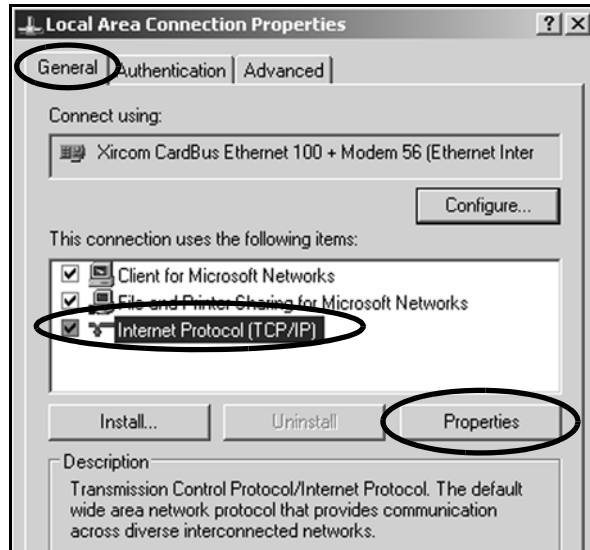 Local Area Connection Properties ? ×
General Authentication Advanced
Connect using:
Xircom CardBus Ethernet 100 + Modem 56 (Ethernet Inter
Configure...
This connection uses the following items:
Client for Microsoft Networks
File and Printer Sharing for Microsoft Networks
Internet Protocol (TCP/IP)
Install... Uninstall Properties
Description
Transmission Control Protocol/Internet Protocol. The default
wide area network protocol that provides communication
across diverse interconnected networks.